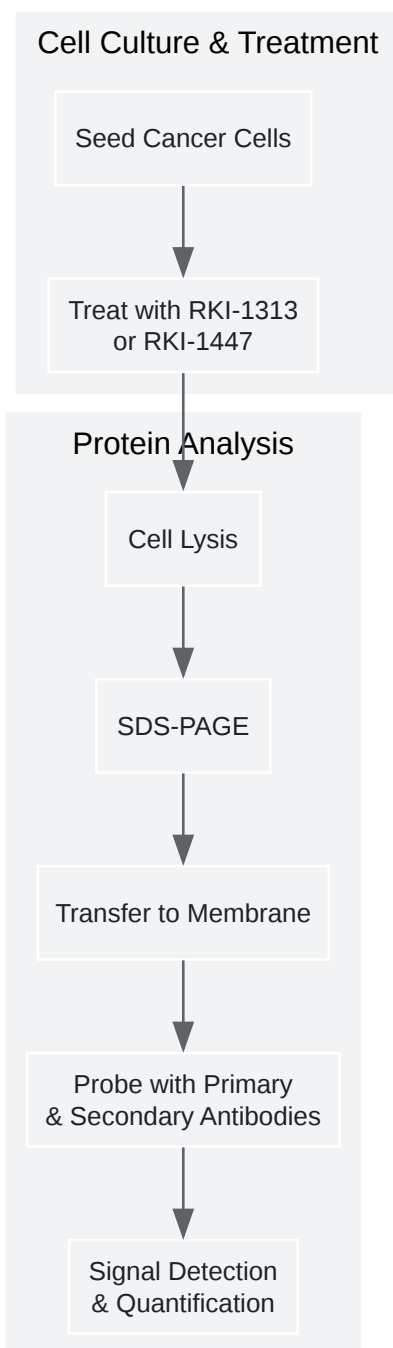 Cell Culture & Treatment
Seed Cancer Cells
Treat with RKI-1313
or RKI-1447
Protein Analysis
Cell Lysis
SDS-PAGE
Transfer to Membrane
Probe with Primary
& Secondary Antibodies
Signal Detection
& Quantification